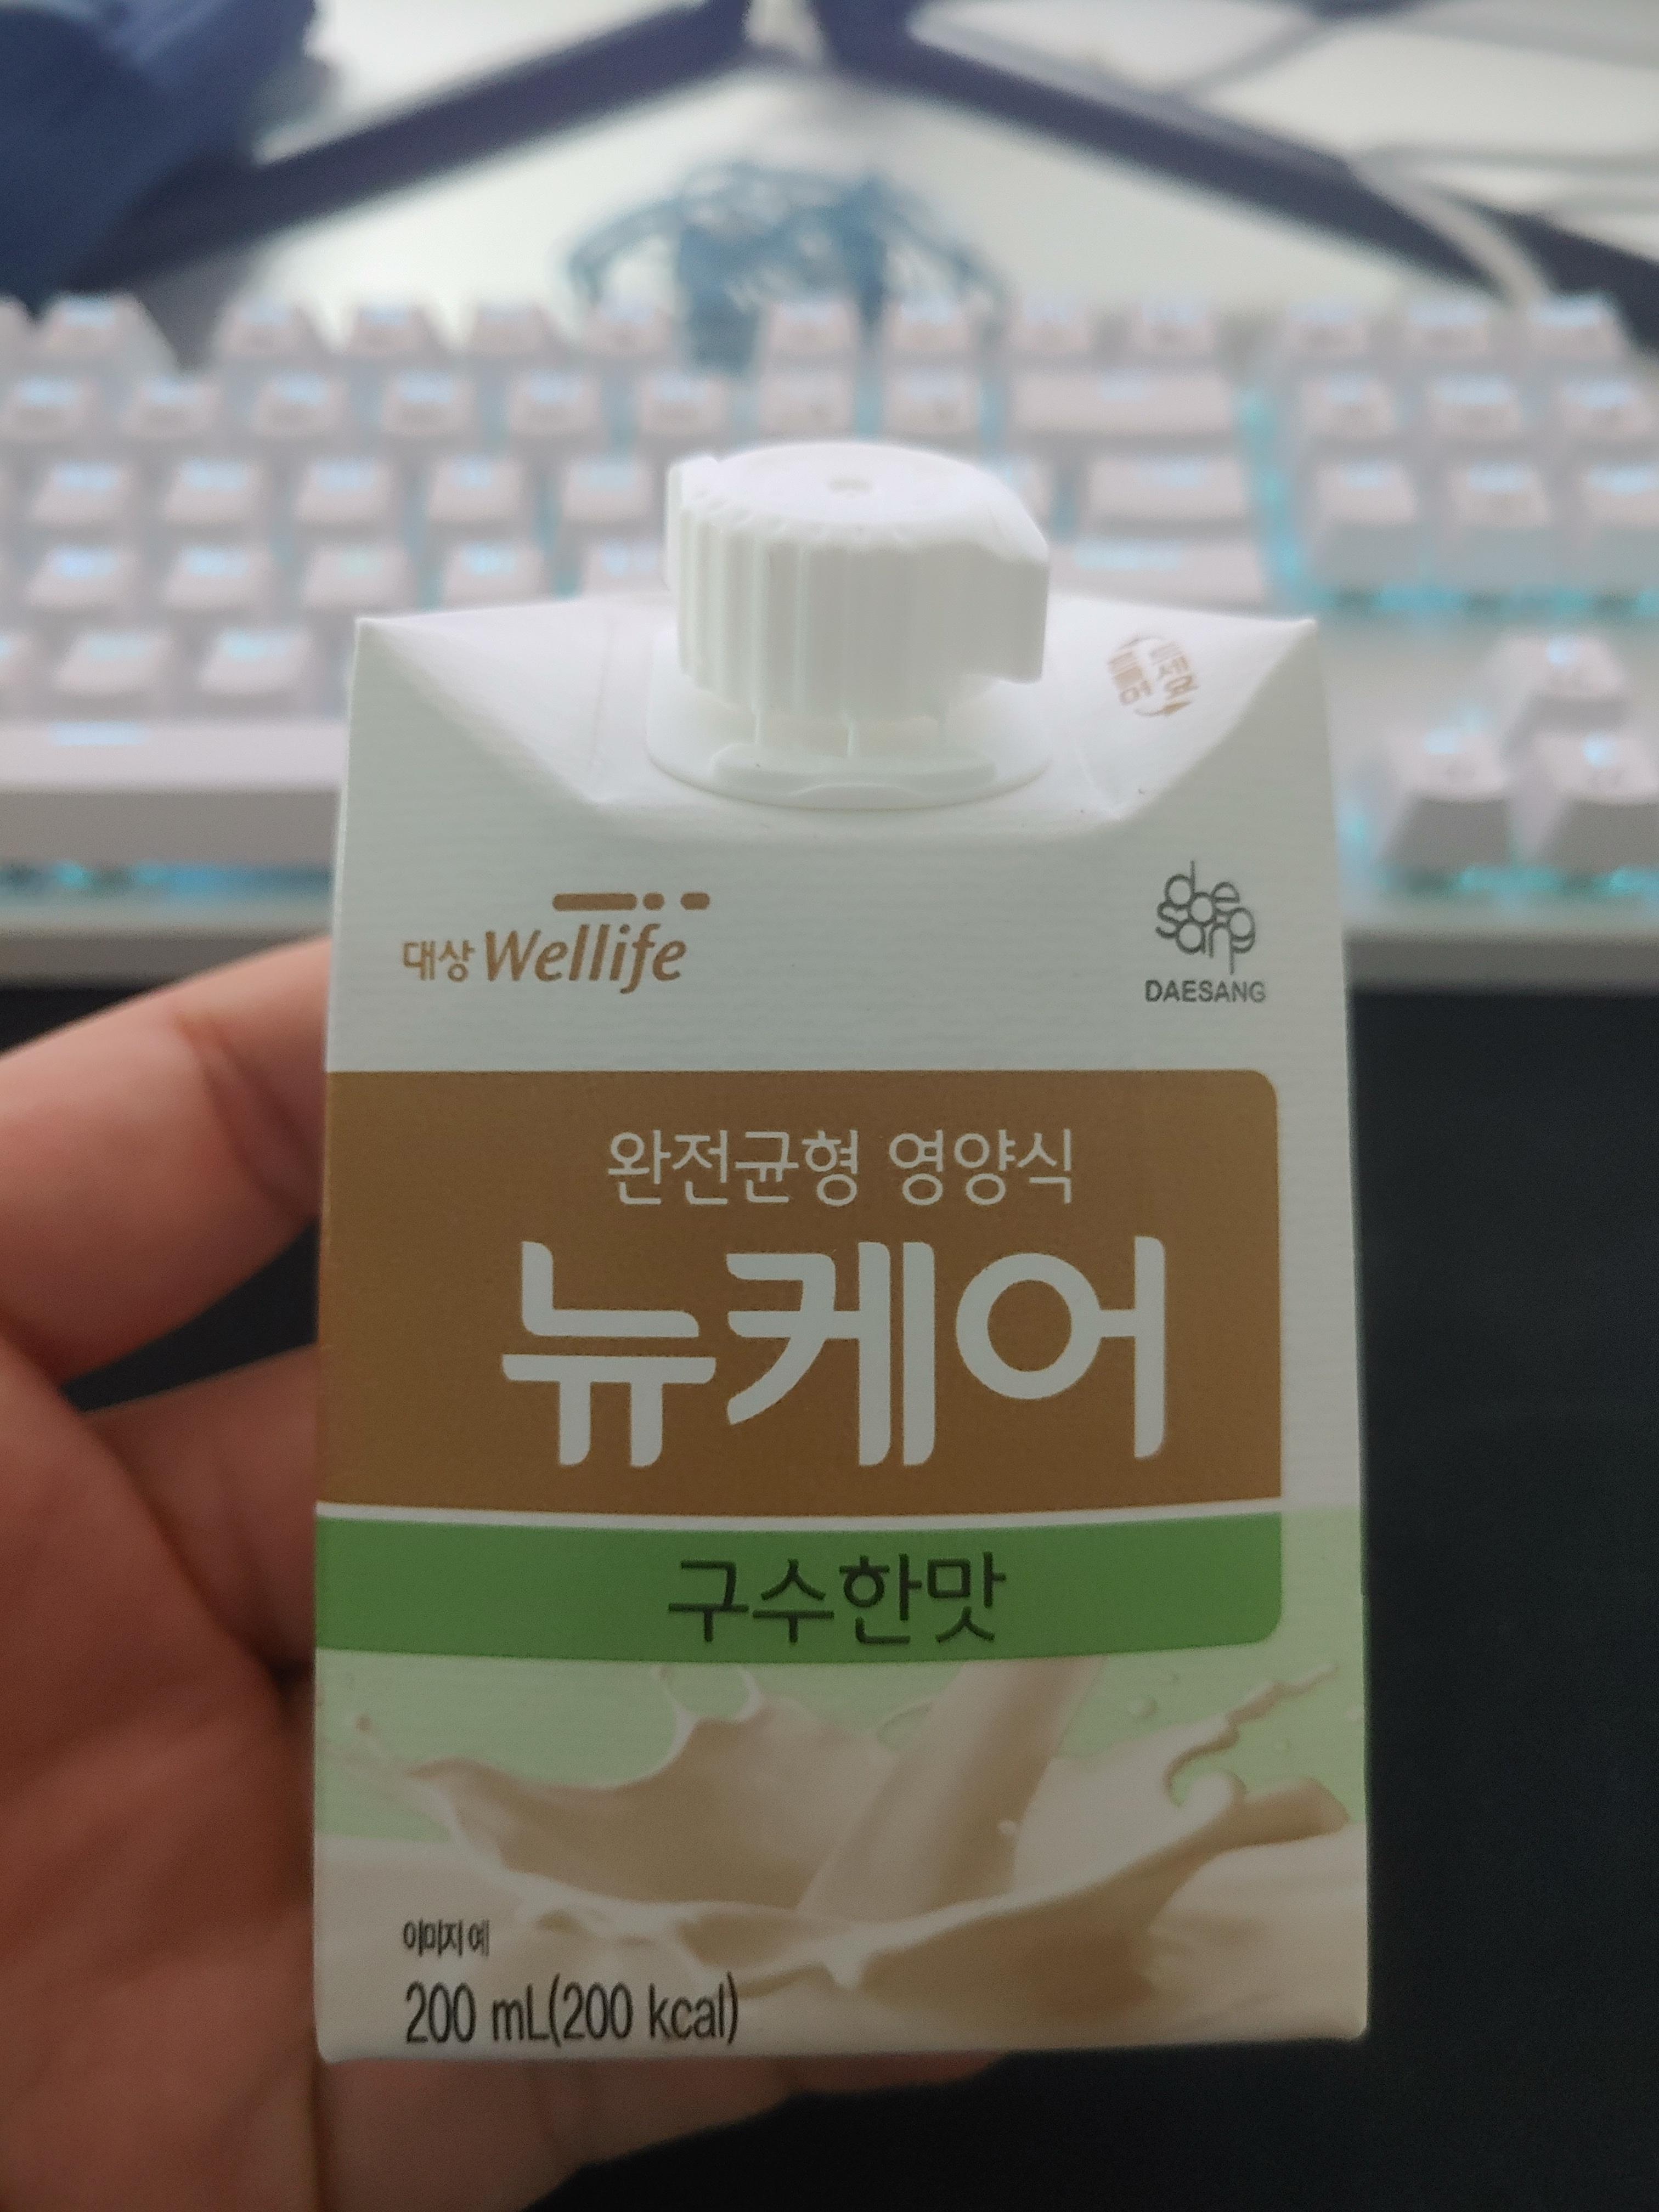 대상 Wellife
daesang
DAESANG
완전균형 영양식
뉴케어
구수한맛
이미지 예
200 mL(200 kcal)